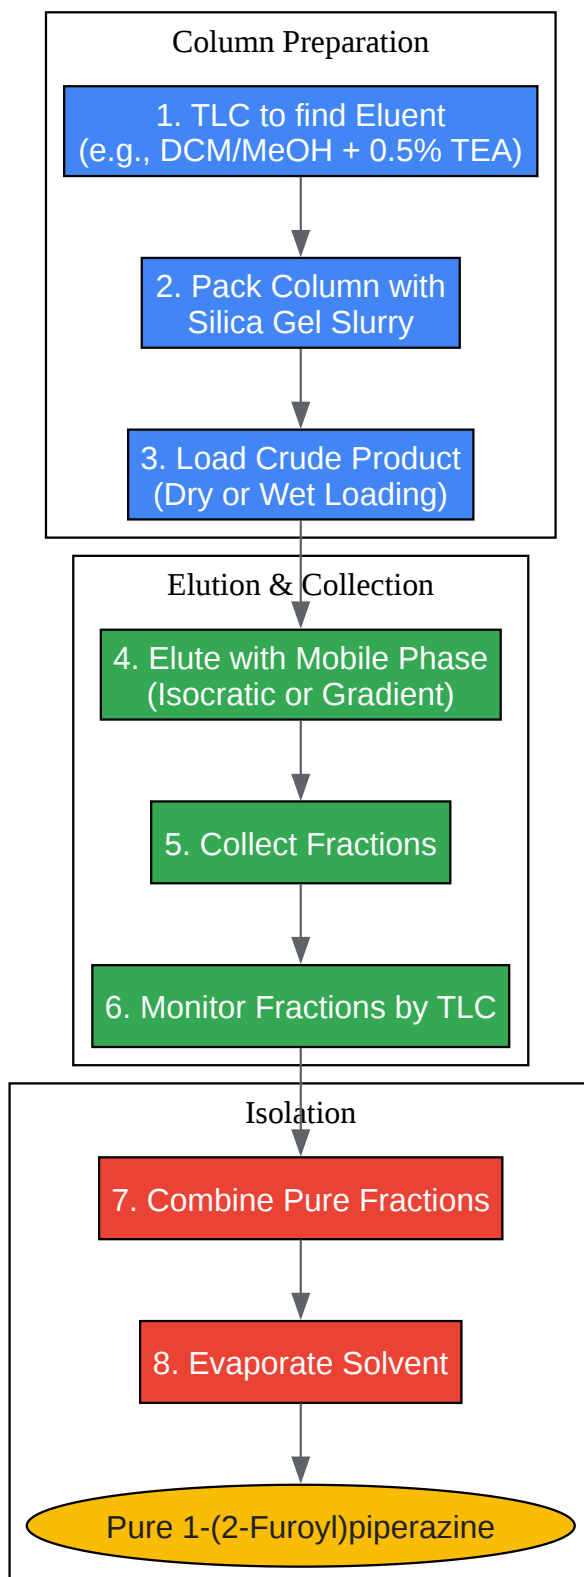 Column Preparation
1. TLC to find Eluent
(e.g., DCM/MeOH + 0.5% TEA)
2. Pack Column with
Silica Gel Slurry
3. Load Crude Product
(Dry or Wet Loading)
Elution & Collection
4. Elute with Mobile Phase
(Isocratic or Gradient)
5. Collect Fractions
6. Monitor Fractions by TLC
Isolation
7. Combine Pure Fractions
8. Evaporate Solvent
Pure 1-(2-Furoyl)piperazine